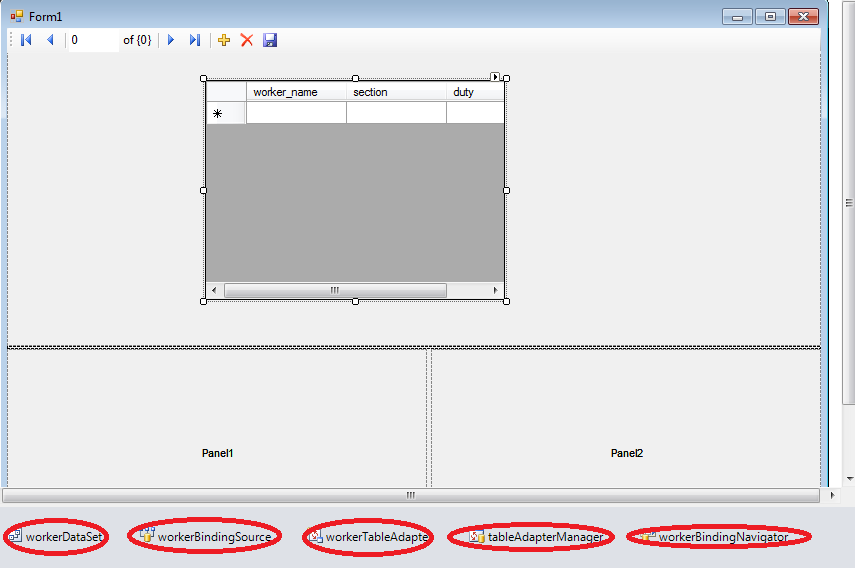 Form1
0 of {0}
worker_name section duty
Panel1 Panel2
workerDataSet workerBindingSource workerTableAdapte tableAdapterManager workerBindingNavigator